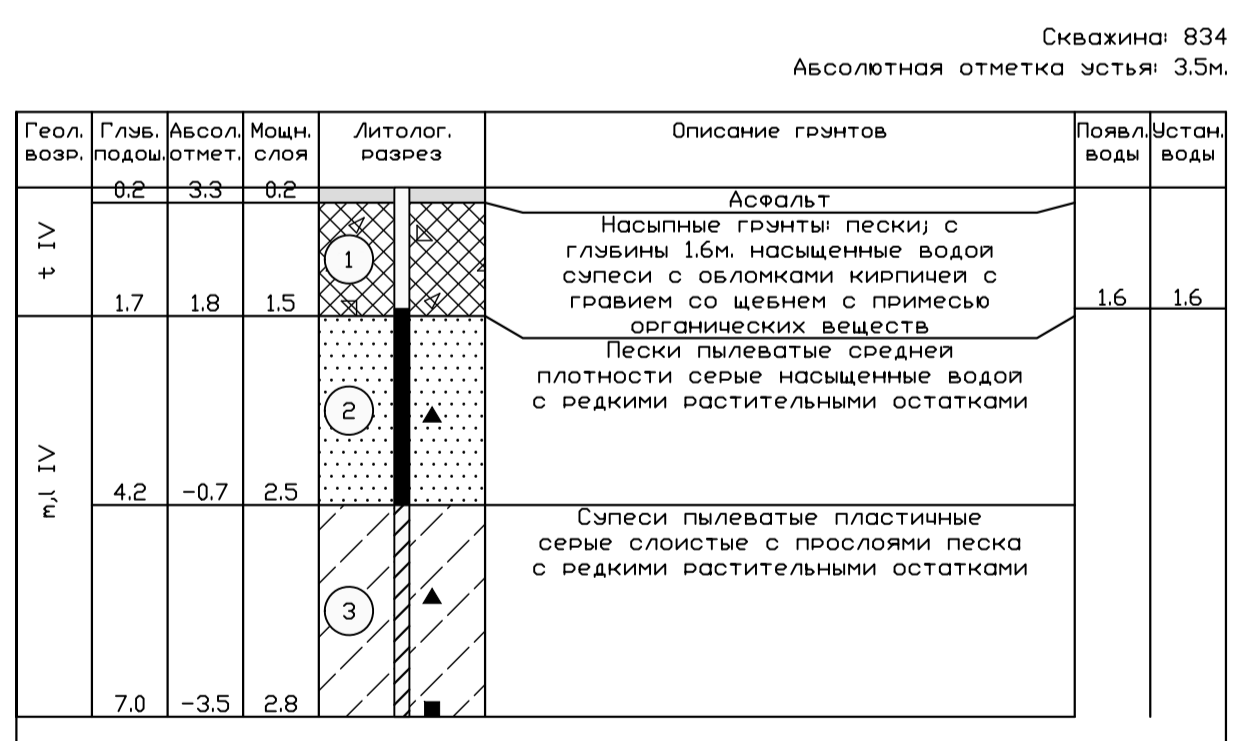 Скважина: 834
Абсолютная отметка устья: 3.5м.
Геол. Глуб. Абсол. Мощн. Литолог. Описание грунтов Появл. Устан.
возр. подош. отмет. слоя разрез воды воды
0.2 3.3 0.2
Асфальт
t IV
1
Насыпные грунты: пески; с
глубины 1.6м. насыщенные водой
супеси с обломками кирпичей с
гравием со щебнем с примесью
органических веществ
1.7 1.8 1.5
1.6 1.6
m,l IV
2
Пески пылеватые средней
плотности серые насыщенные водой
с редкими растительными остатками
4.2 -0.7 2.5
3
Супеси пылеватые пластичные
серые слоистые с прослоями песка
с редкими растительными остатками
7.0 -3.5 2.8